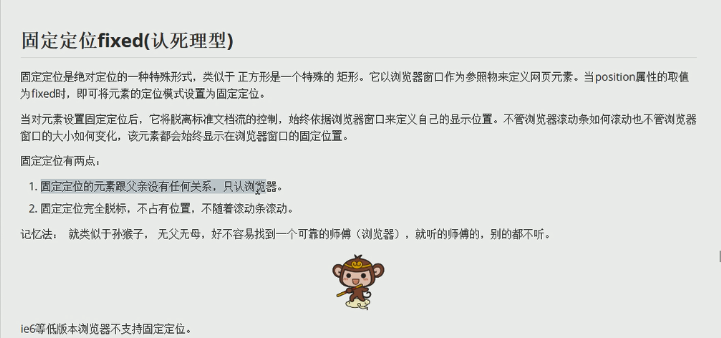 固定定位fixed(认死理型)
固定定位是绝对定位的一种特殊形式，类似于 正方形是一个特殊的 矩形。它以浏览器窗口作为参照物来定义网页元素。当position属性的取值
为fixed时，即可将元素的定位模式设置为固定定位。
当对元素设置固定定位后，它将脱离标准文档流的控制，始终依据浏览器窗口来定义自己的显示位置。不管浏览器滚动条如何滚动也不管浏览器
窗口的大小如何变化，该元素都会始终显示在浏览器窗口的固定位置。
固定定位有两点：
1. 固定定位的元素跟父亲没有任何关系，只认浏览器。
2. 固定定位完全脱标，不占有位置，不随着滚动条滚动。
记忆法： 就类似于孙猴子， 无父无母，好不容易找到一个可靠的师傅（浏览器），就听的师傅的，别的都不听。
ie6等低版本浏览器不支持固定定位。